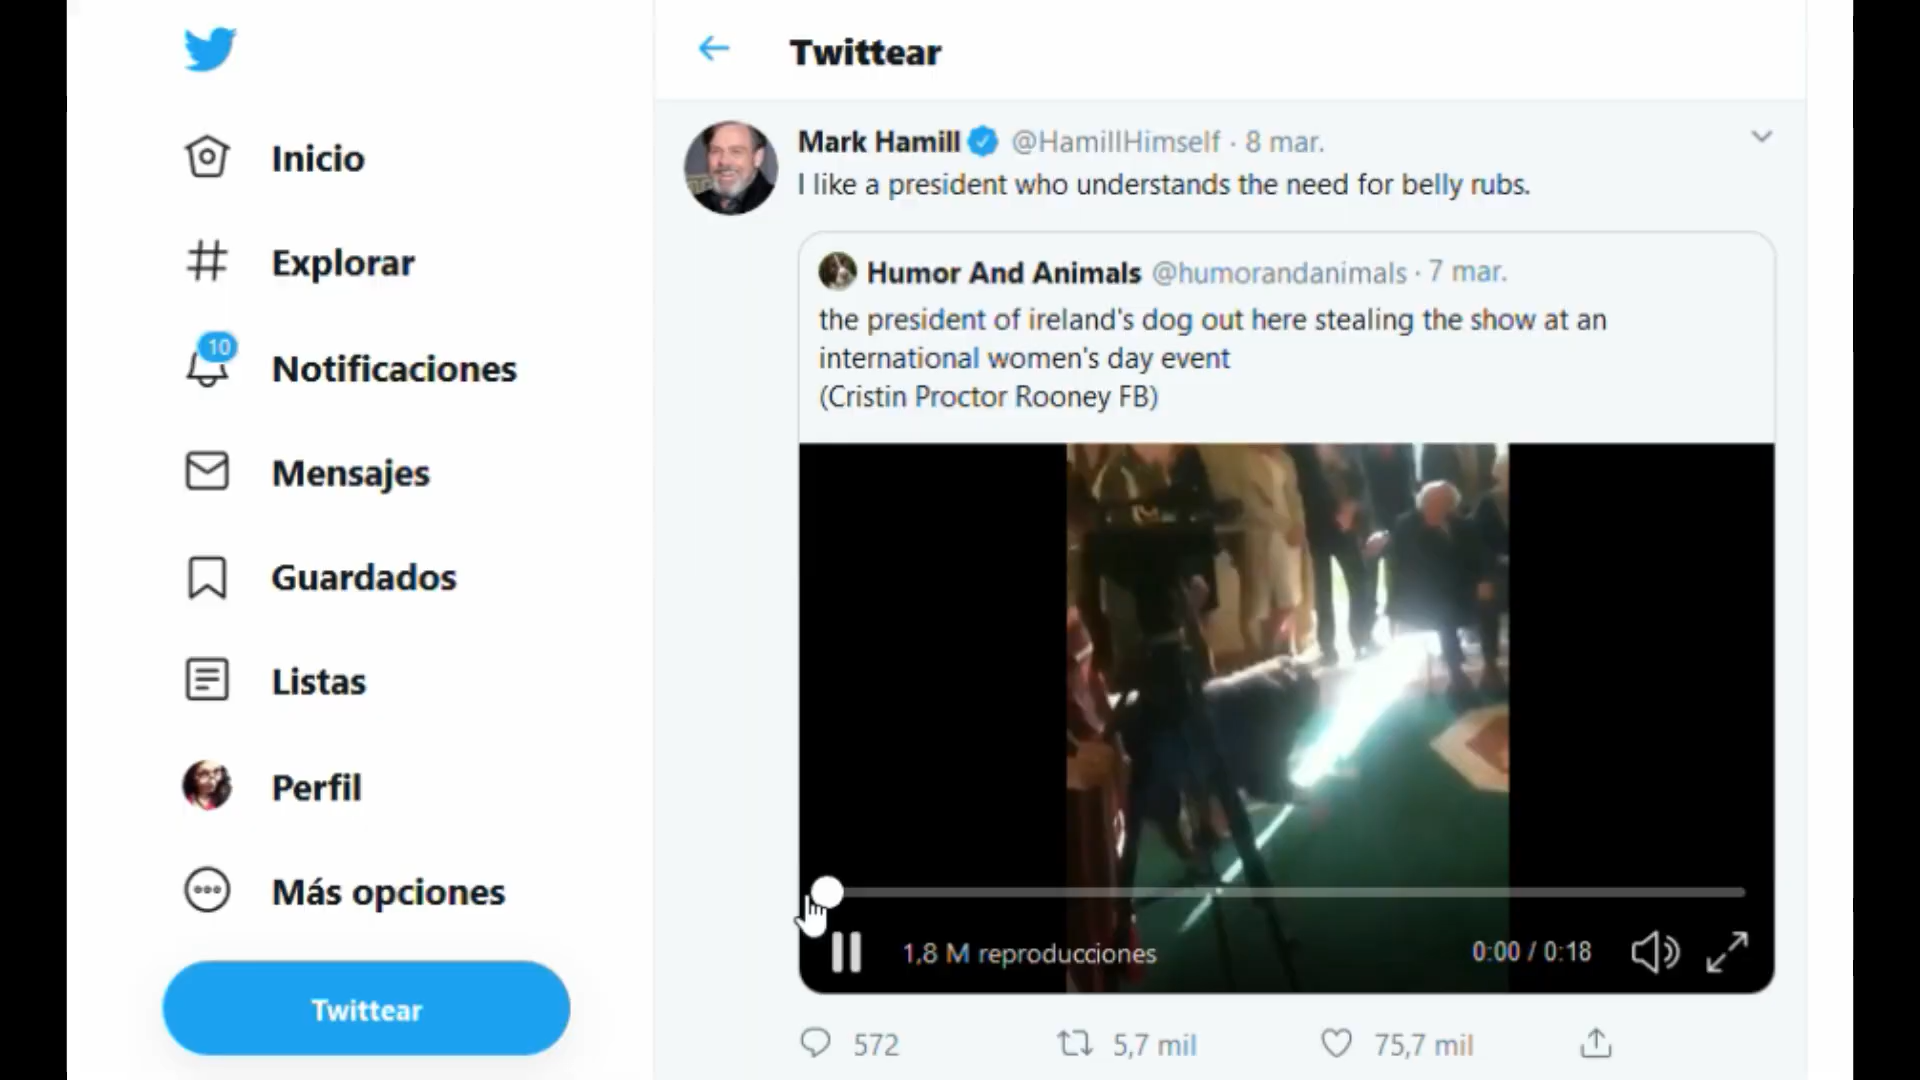 Twittear
Inicio
Explorar
10
Notificaciones
Mensajes
Guardados
Listas
Perfil
Más opciones
Twittear
Mark Hamill @HamillHimself · 8 mar.
I like a president who understands the need for belly rubs.
Humor And Animals @humorandanimals · 7 mar.
the president of ireland's dog out here stealing the show at an
international women's day event
(Cristin Proctor Rooney FB)
1,8 M reproducciones
0:00 / 0:18
572
5,7 mil
75,7 mil